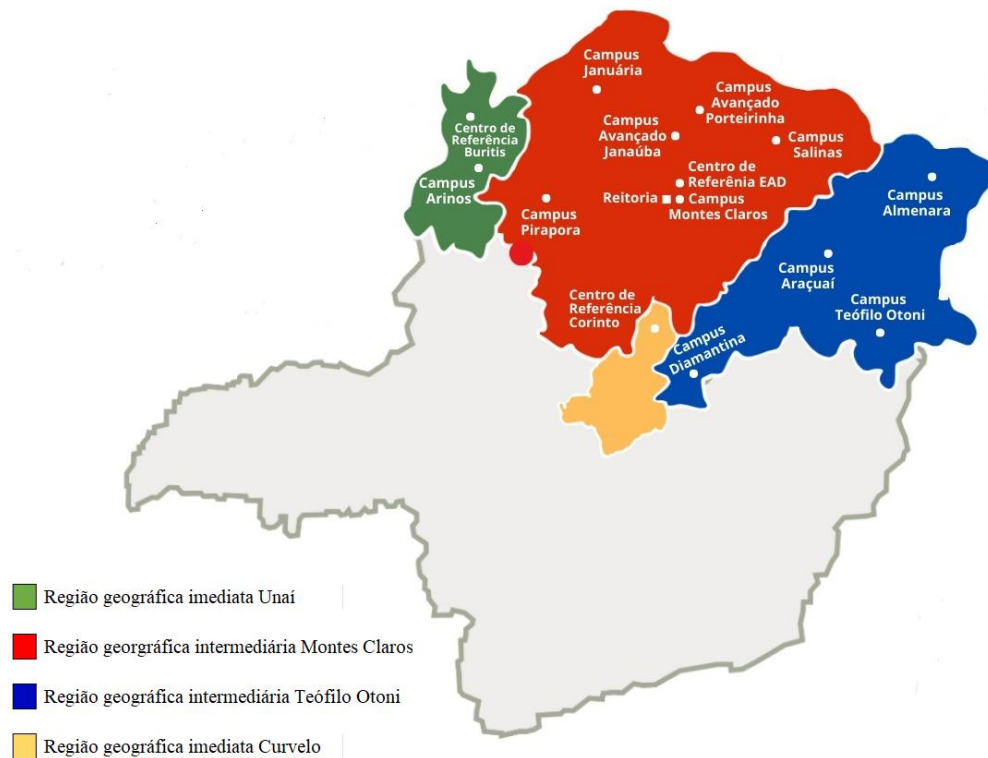 Campus
Januária
Campus
Avançado
Porteirinha
Centro de
Referência
Buritis
Campus
Avançado
Janaúba
Campus
Salinas
Campus
Arinos
Centro de
Referênia EAD
Reitoria
Campus
Montes Claros
Campus
Pirapora
Campus
Almenara
Campus
Araçuaí
Centro de
Referência
Corinto
Campus
Teófilo Otoni
Campus
Diamantina
Região geográfica imediata Unaí
Região georgráfica intermediária Montes Claros
Região geográfica intermediária Teófilo Otoni
Região geográfica imediata Curvelo